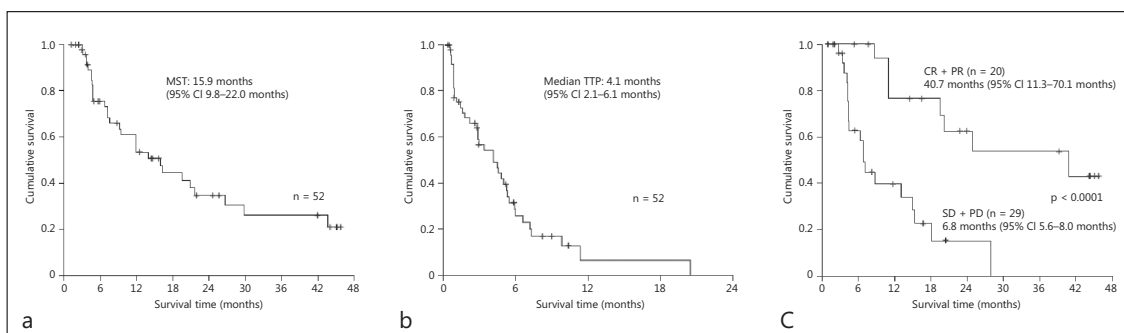 1.0
0.8
0.6
0.4
0.2
0
Cumulative survival
MST: 15.9 months
(95% CI 9.8–22.0 months)
n = 52
0 6 12 18 24 30 36 42 48
Survival time (months)
a
1.0
0.8
0.6
0.4
0.2
0
Cumulative survival
Median TTP: 4.1 months
(95% CI 2.1–6.1 months)
n = 52
0 6 12 18 24
Survival time (months)
b
1.0
0.8
0.6
0.4
0.2
0
Cumulative survival
CR + PR (n = 20)
40.7 months (95% CI 11.3–70.1 months)
p < 0.0001
SD + PD (n = 29)
6.8 months (95% CI 5.6–8.0 months)
0 6 12 18 24 30 36 42 48
Survival time (months)
C